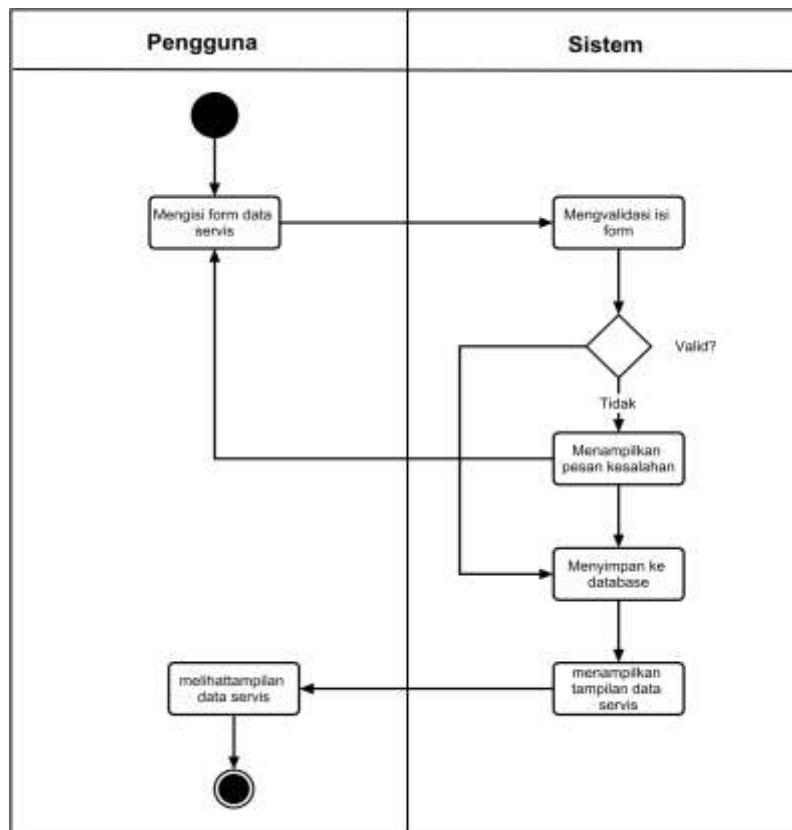 Pengguna
Sistem
Mengisi form data
servis
Mengvalidasi isi
form
Valid?
Tidak
Menampilkan
pesan kesalahan
Menyimpan ke
database
melihattampilan
data servis
menampilkan
tampilan data
servis